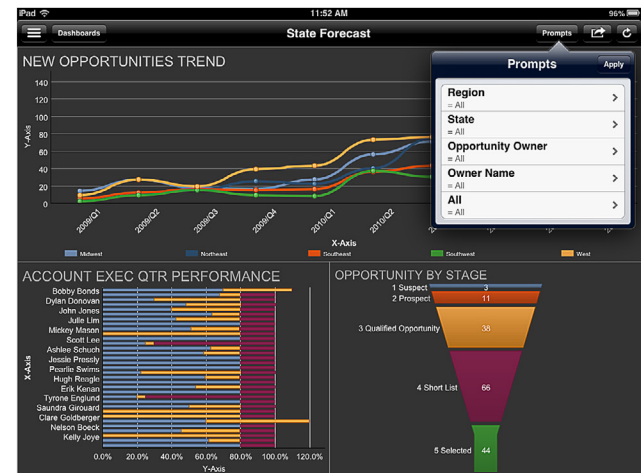 iPad 11:52 AM 96%
Dashboards State Forecast Prompts
NEW OPPORTUNITIES TREND
Prompts Apply
Region
= All
State
= All
Opportunity Owner
= All
Owner Name
= All
All
= All
140
120
100
80
60
40
20
0
Y-Axis
2009/Q1 2009/Q2 2009/Q3 2009/Q4 2010/Q1 2010/Q2
X-Axis
Midwest Northeast Southeast Southwest West
ACCOUNT EXEC QTR PERFORMANCE
X-Axis
Bobby Bonds
Dylan Donovan
John Jones
Julie Lim
Mickey Mason
Scott Lee
Ashlee Schuch
Jessie Pressly
Pearlie Swims
Hugh Reagle
Erik Kenan
Tyrone Englund
Saundra Girouard
Clare Goldberger
Nelson Boeck
Kelly Joye
0.0% 20.0% 40.0% 60.0% 80.0% 100.0% 120.0%
Y-Axis
OPPORTUNITY BY STAGE
1 Suspect 3
2 Prospect 11
3 Qualified Opportunity 38
4 Short List 66
5 Selected 44